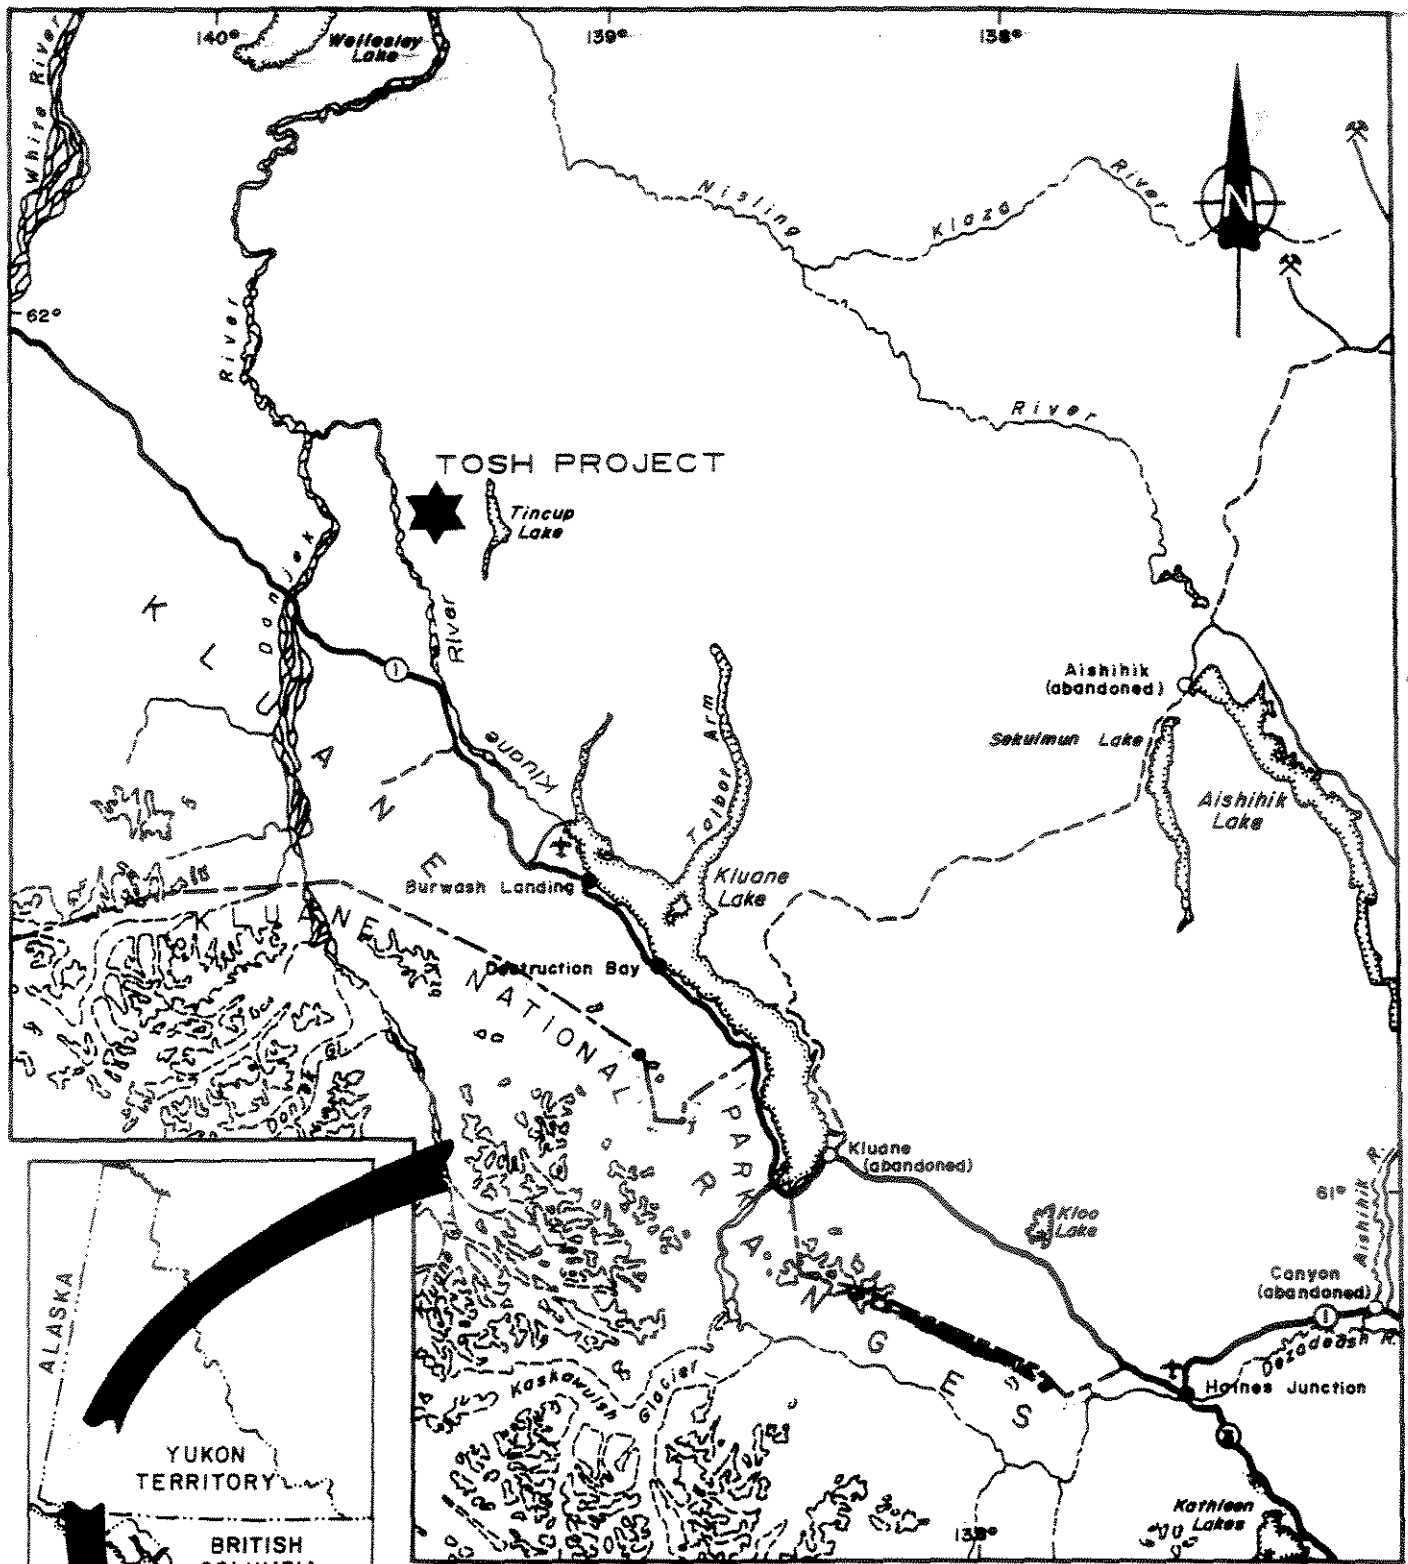 140°
139°
138°
Wellesley
Lake
White River
Nisling
Klaza
River
N
62°
River
River
TOSH PROJECT
Tincup
Lake
Donjek
River
KLUANE
1
Aishihik
(abandoned)
Sekulmun Lake
Aishihik
Lake
Kluane
Talbot Arm
Kluane
Lake
Burwash Landing
KLUANE
NATIONAL
PARK
Destruction Bay
RANGES
Kluane
(abandoned)
61°
Kloo
Lake
Aishihik R.
Canyon
(abandoned)
1
Dezadeash R.
Haines Junction
Kaskawulsh
Glacier
Kathleen
Lakes
ALASKA
YUKON
TERRITORY
BRITISH
COLUMBIA